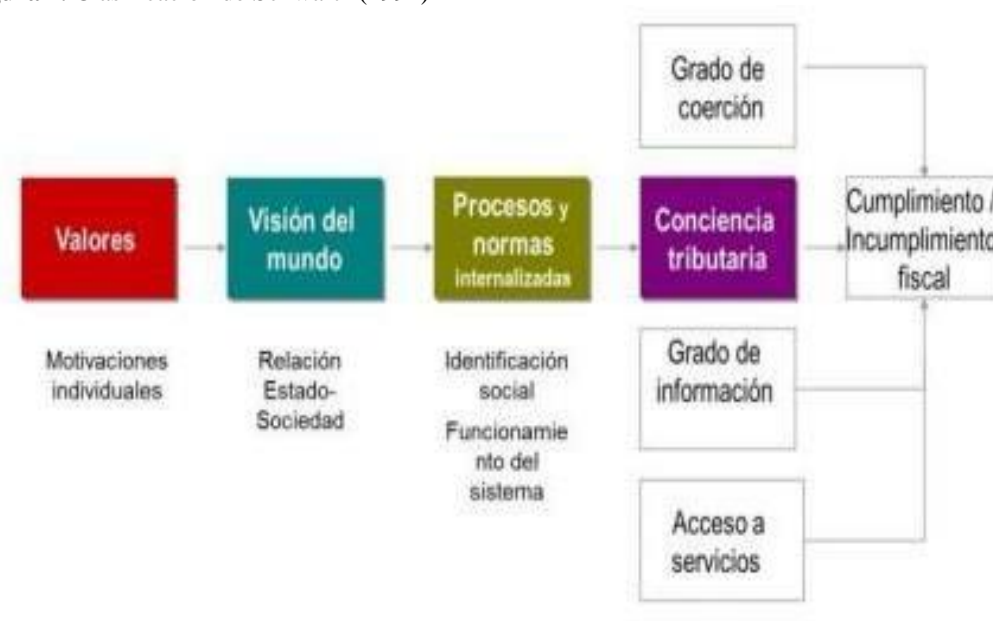 Grado de
coerción
Valores
Visión del
mundo
Procesos y
normas
internalizadas
Conciencia
tributaria
Cumplimiento /
Incumplimiento
fiscal
Motivaciones
individuales
Relación
Estado-
Sociedad
Identificación
social
Funcionamie
nto del
sistema
Grado de
información
Acceso a
servicios